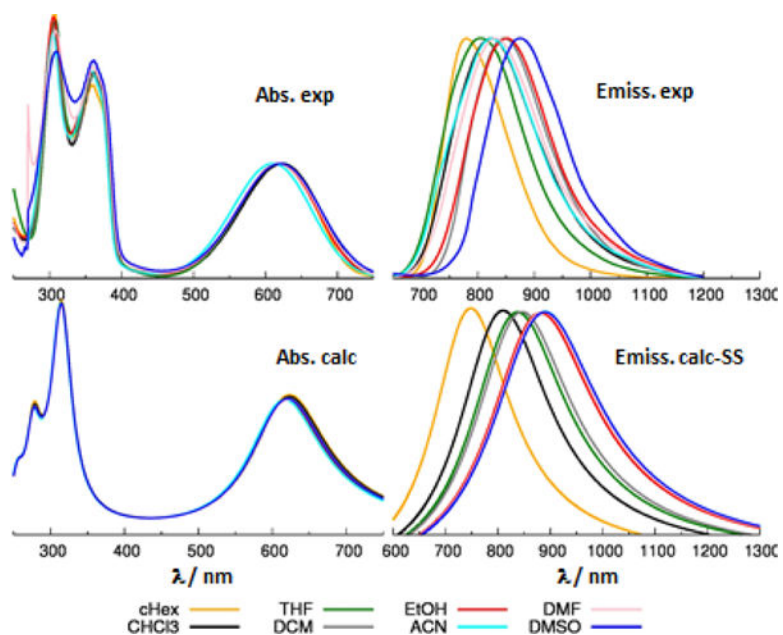 Abs. exp
Emiss. exp
300 400 500 600 700
700 800 900 1000 1100 1200 1300
Abs. calc
Emiss. calc-SS
300 400 500 600 700
600 700 800 900 1000 1100 1200 1300
λ/ nm
λ/ nm
cHex THF EtOH DMF
CHCl3 DCM ACN DMSO